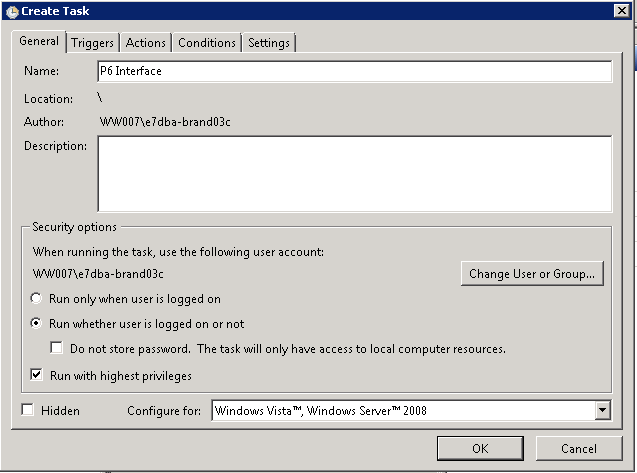 Create Task
General Triggers Actions Conditions Settings
Name: P6 Interface
Location: \
Author: WW007\e7dba-brand03c
Description:
Security options
When running the task, use the following user account:
WW007\e7dba-brand03c
Change User or Group...
Run only when user is logged on
Run whether user is logged on or not
Do not store password. The task will only have access to local computer resources.
Run with highest privileges
Hidden Configure for: Windows Vista™, Windows Server™ 2008
OK Cancel